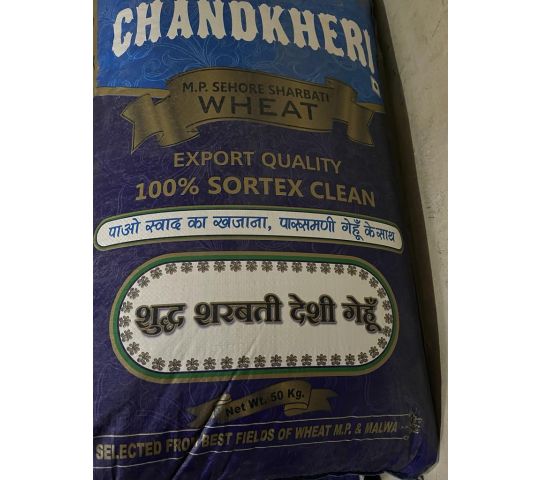 CHANDKHERI
M.P. SEHORE SHARBATI
WHEAT
EXPORT QUALITY
100% SORTEX CLEAN
पाओ स्वाद का खजाना, पारसमणी गेहूँ के साथ
शुद्ध शरबती देशी गेहूँ
Net Wt. 50 Kg.
SELECTED FROM BEST FIELDS OF WHEAT M.P. & MALWA